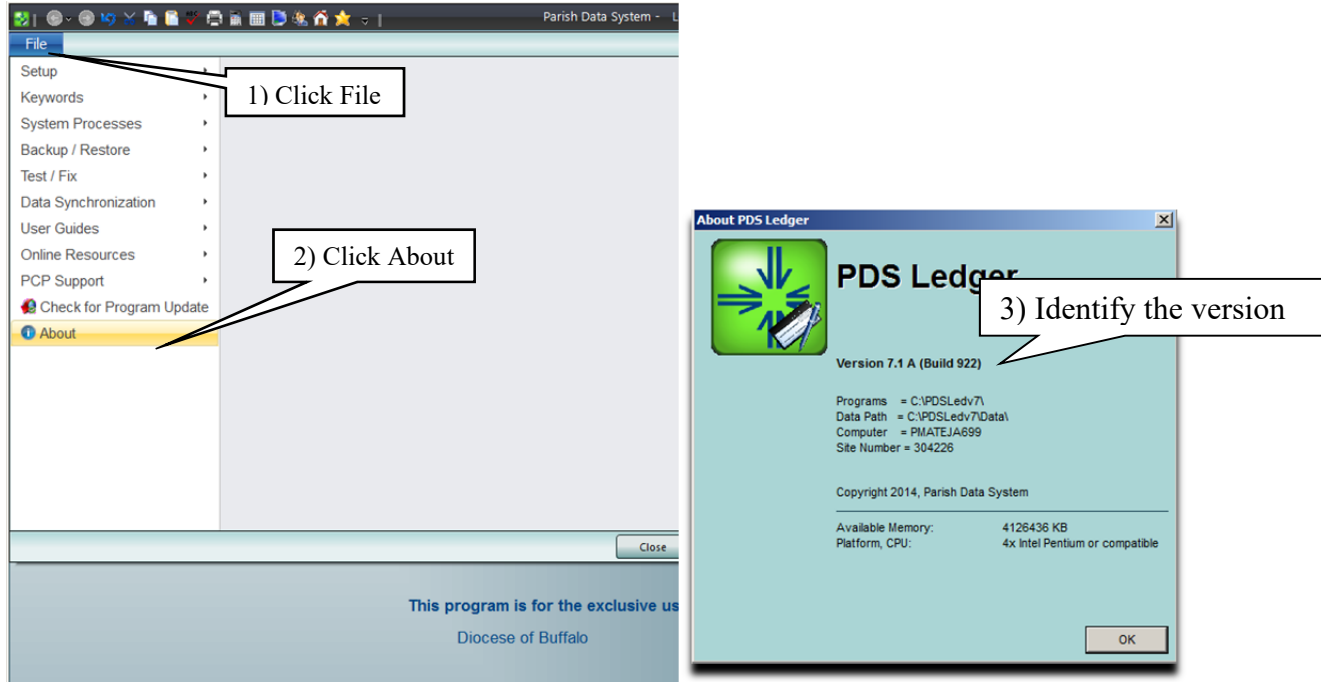 Parish Data System - L
File
Setup
1) Click File
Keywords
System Processes
Backup / Restore
Test / Fix
Data Synchronization
User Guides
Online Resources
2) Click About
PCP Support
Check for Program Update
About
Close
This program is for the exclusive us
Diocese of Buffalo
About PDS Ledger
PDS Ledger
3) Identify the version
Version 7.1 A (Build 922)
Programs = C:\PDSLedv7\
Data Path = C:\PDSLedv7\Data\
Computer = PMATEJA699
Site Number = 304226
Copyright 2014, Parish Data System
Available Memory: 4126436 KB
Platform, CPU: 4x Intel Pentium or compatible
OK